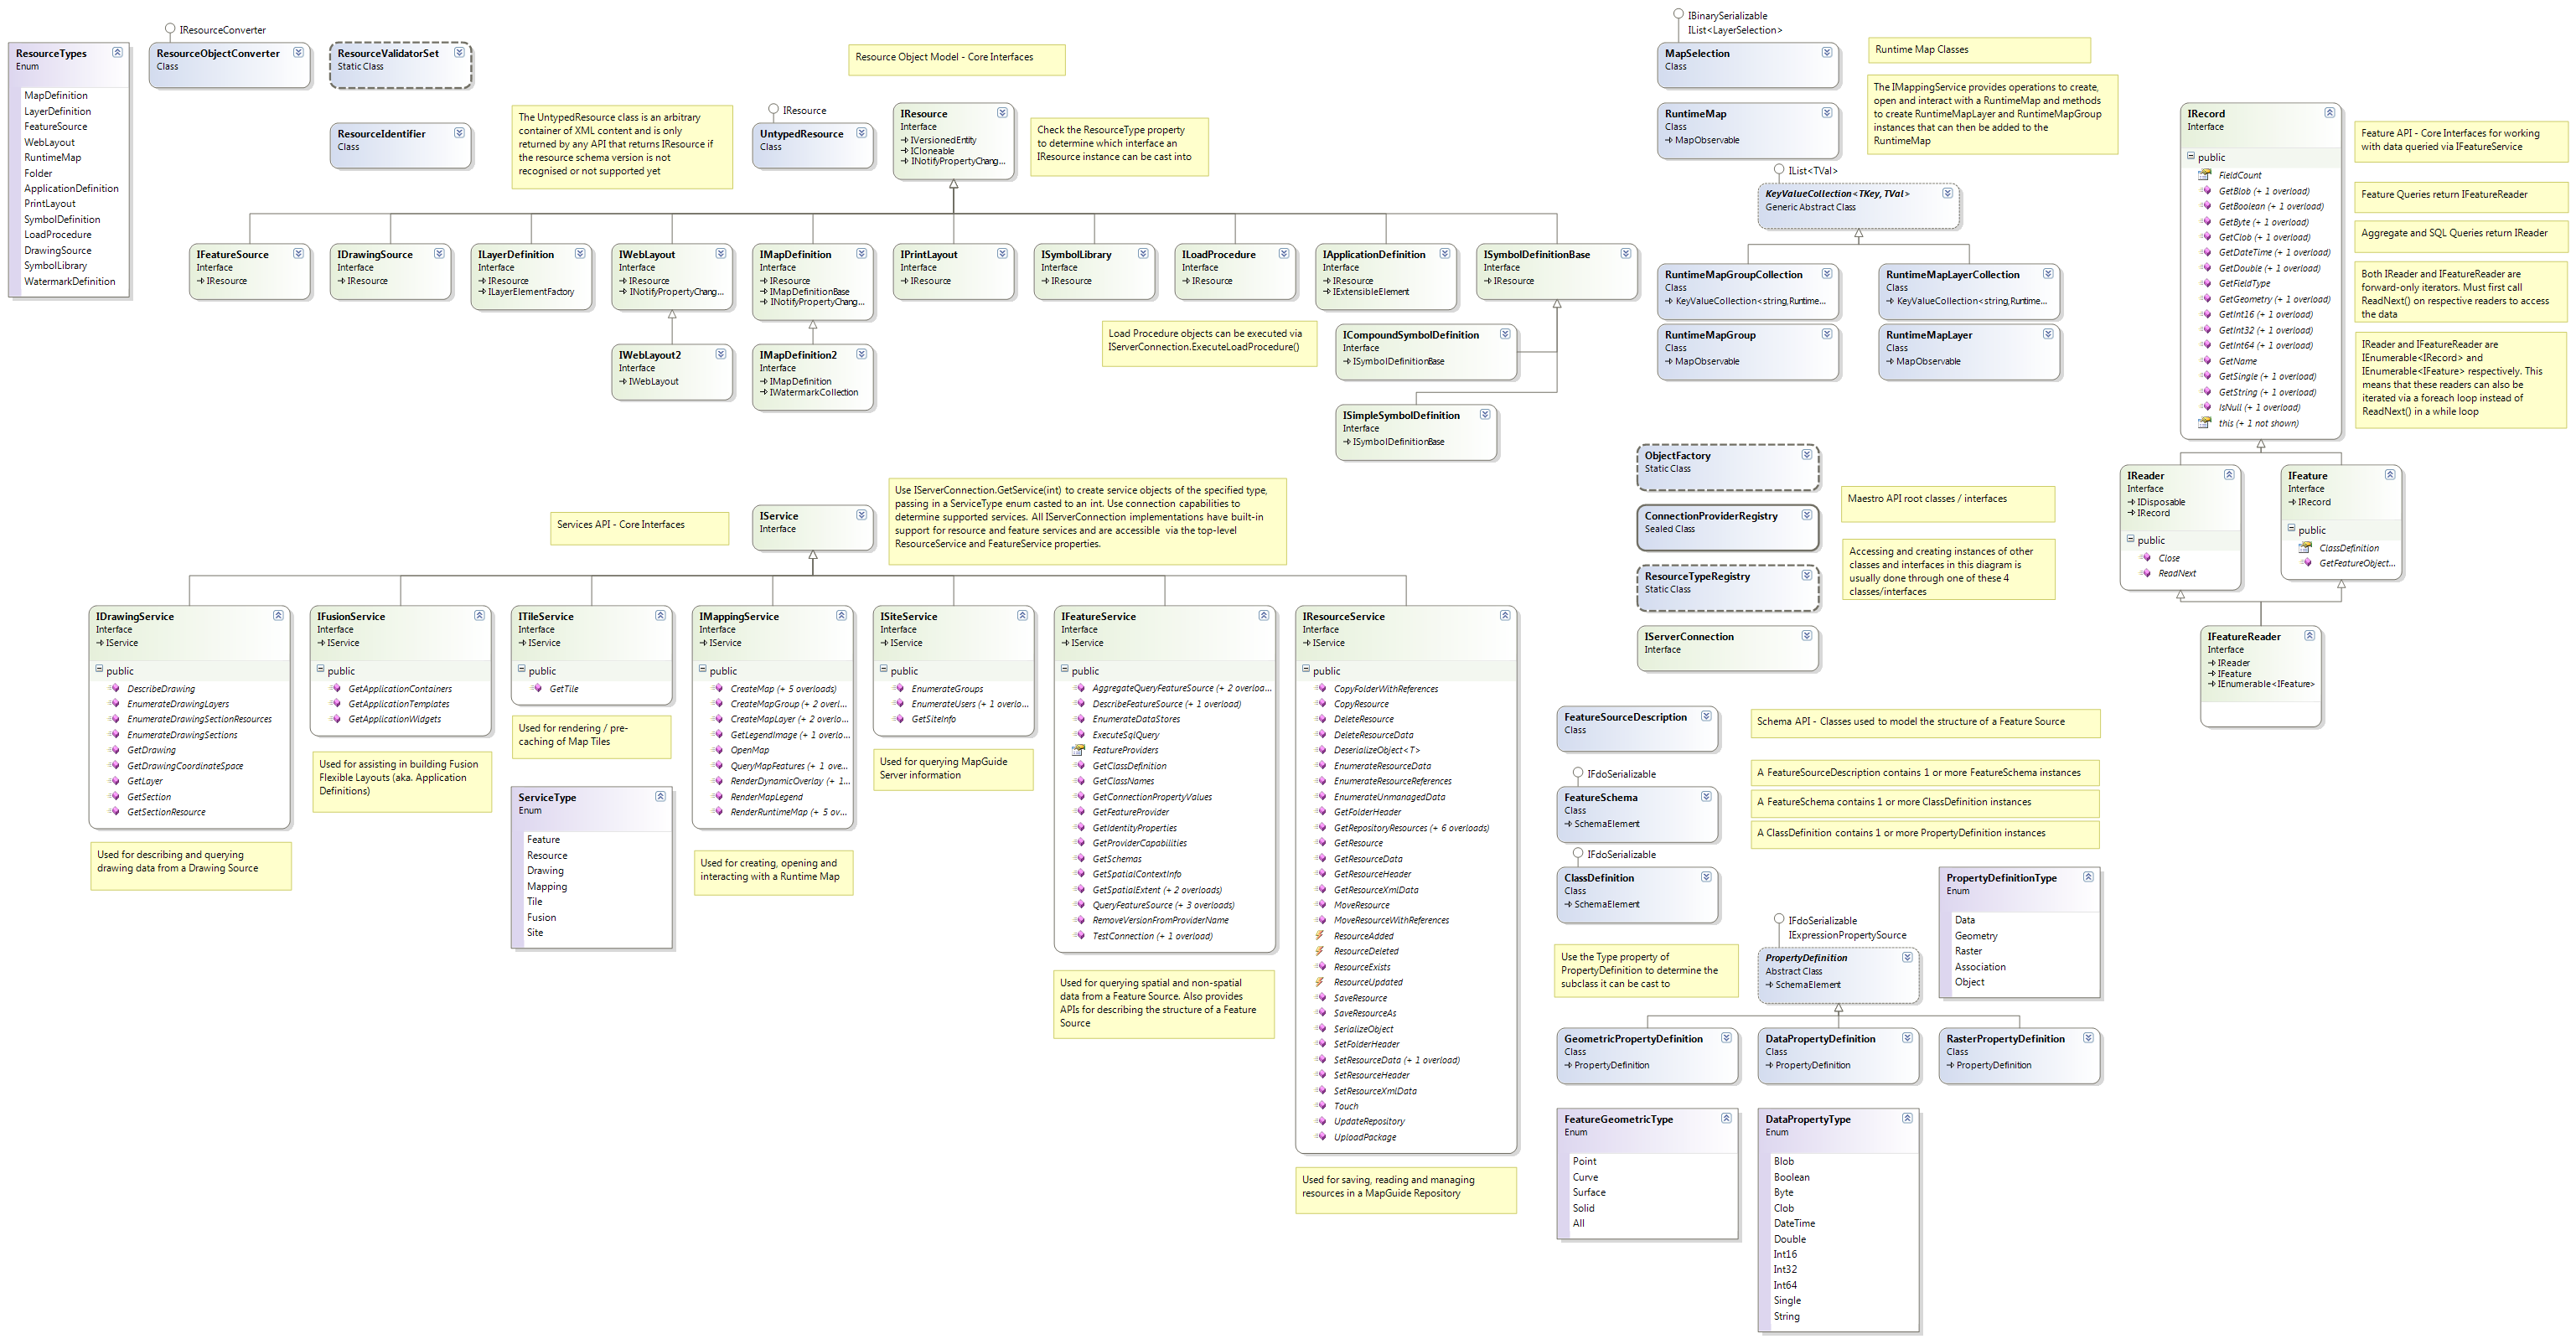 ResourceTypes
Enum
MapDefinition
LayerDefinition
FeatureSource
WebLayout
RuntimeMap
Folder
ApplicationDefinition
PrintLayout
SymbolDefinition
LoadProcedure
DrawingSource
SymbolLibrary
WatermarkDefinition
IResourceConverter
ResourceObjectConverter
Class
ResourceValidatorSet
Static Class
ResourceIdentifier
Class
Resource Object Model - Core Interfaces
The UntypedResource class is an arbitrary
container of XML content and is only
returned by any API that returns IResource if
the resource schema version is not
recognised or not supported yet
IResource
UntypedResource
Class
IResource
Interface
IVersionedEntity
ICloneable
INotifyPropertyChang...
Check the ResourceType property
to determine which interface an
IResource instance can be cast into
IFeatureSource
Interface
IResource
IDrawingSource
Interface
IResource
ILayerDefinition
Interface
IResource
ILayerElementFactory
IWebLayout
Interface
IResource
INotifyPropertyChang...
IMapDefinition
Interface
IResource
IMapDefinitionBase
INotifyPropertyChang...
IPrintLayout
Interface
IResource
ISymbolLibrary
Interface
IResource
ILoadProcedure
Interface
IResource
IApplicationDefinition
Interface
IResource
IExtensibleElement
ISymbolDefinitionBase
Interface
IResource
IWebLayout2
Interface
IWebLayout
IMapDefinition2
Interface
IMapDefinition
IWatermarkCollection
Load Procedure objects can be executed via
IServerConnection.ExecuteLoadProcedure()
ICompoundSymbolDefinition
Interface
ISymbolDefinitionBase
ISimpleSymbolDefinition
Interface
ISymbolDefinitionBase
IBinarySerializable
IList<LayerSelection>
MapSelection
Class
Runtime Map Classes
RuntimeMap
Class
MapObservable
The IMappingService provides operations to create,
open and interact with a RuntimeMap and methods
to create RuntimeMapLayer and RuntimeMapGroup
instances that can then be added to the
RuntimeMap
IList<TVal>
KeyValueCollection<TKey, TVal>
Generic Abstract Class
RuntimeMapGroupCollection
Class
KeyValueCollection<string,Runtime...
RuntimeMapLayerCollection
Class
KeyValueCollection<string,Runtime...
RuntimeMapGroup
Class
MapObservable
RuntimeMapLayer
Class
MapObservable
IRecord
Interface
public
FieldCount
GetBlob (+ 1 overload)
GetBoolean (+ 1 overload)
GetByte (+ 1 overload)
GetClob (+ 1 overload)
GetDateTime (+ 1 overload)
GetDouble (+ 1 overload)
GetFieldType
GetGeometry (+ 1 overload)
GetInt16 (+ 1 overload)
GetInt32 (+ 1 overload)
GetInt64 (+ 1 overload)
GetName
GetSingle (+ 1 overload)
GetString (+ 1 overload)
IsNull (+ 1 overload)
this (+ 1 not shown)
Feature API - Core Interfaces for working
with data queried via IFeatureService
Feature Queries return IFeatureReader
Aggregate and SQL Queries return IReader
Both IReader and IFeatureReader are
forward-only iterators. Must first call
ReadNext() on respective readers to access
the data
IReader and IFeatureReader are
IEnumerable<IRecord> and
IEnumerable<IFeature> respectively. This
means that these readers can also be
iterated via a foreach loop instead of
ReadNext() in a while loop
IReader
Interface
IDisposable
IRecord
public
Close
ReadNext
IFeature
Interface
IRecord
public
ClassDefinition
GetFeatureObject...
IFeatureReader
Interface
IReader
IFeature
IEnumerable<IFeature>
Services API - Core Interfaces
IService
Interface
Use IServerConnection.GetService(int) to create service objects of the specified type,
passing in a ServiceType enum casted to an int. Use connection capabilities to
determine supported services. All IServerConnection implementations have built-in
support for resource and feature services and are accessible via the top-level
ResourceService and FeatureService properties.
ObjectFactory
Static Class
ConnectionProviderRegistry
Sealed Class
ResourceTypeRegistry
Static Class
IServerConnection
Interface
Maestro API root classes / interfaces
Accessing and creating instances of other
classes and interfaces in this diagram is
usually done through one of these 4
classes/interfaces
IDrawingService
Interface
IService
public
DescribeDrawing
EnumerateDrawingLayers
EnumerateDrawingSectionResources
EnumerateDrawingSections
GetDrawing
GetDrawingCoordinateSpace
GetLayer
GetSection
GetSectionResource
Used for describing and querying
drawing data from a Drawing Source
IFusionService
Interface
IService
public
GetApplicationContainers
GetApplicationTemplates
GetApplicationWidgets
Used for assisting in building Fusion
Flexible Layouts (aka. Application
Definitions)
ITileService
Interface
IService
public
GetTile
Used for rendering / pre-
caching of Map Tiles
ServiceType
Enum
Feature
Resource
Drawing
Mapping
Tile
Fusion
Site
IMappingService
Interface
IService
public
CreateMap (+ 5 overloads)
CreateMapGroup (+ 2 overl...
CreateMapLayer (+ 2 overlo...
GetLegendImage (+ 1 overlo...
OpenMap
QueryMapFeatures (+ 1 ove...
RenderDynamicOverlay (+ 1...
RenderMapLegend
RenderRuntimeMap (+ 5 ov...
Used for creating, opening and
interacting with a Runtime Map
ISiteService
Interface
IService
public
EnumerateGroups
EnumerateUsers (+ 1 overlo...
GetSiteInfo
Used for querying MapGuide
Server information
IFeatureService
Interface
IService
public
AggregateQueryFeatureSource (+ 2 overloa...
DescribeFeatureSource (+ 1 overload)
EnumerateDataStores
ExecuteSqlQuery
FeatureProviders
GetClassDefinition
GetClassNames
GetConnectionPropertyValues
GetFeatureProvider
GetIdentityProperties
GetProviderCapabilities
GetSchemas
GetSpatialContextInfo
GetSpatialExtent (+ 2 overloads)
QueryFeatureSource (+ 3 overloads)
RemoveVersionFromProviderName
TestConnection (+ 1 overload)
Used for querying spatial and non-spatial
data from a Feature Source. Also provides
APIs for describing the structure of a Feature
Source
IResourceService
Interface
IService
public
CopyFolderWithReferences
CopyResource
DeleteResource
DeleteResourceData
DeserializeObject<T>
EnumerateResourceData
EnumerateResourceReferences
EnumerateUnmanagedData
GetFolderHeader
GetRepositoryResources (+ 6 overloads)
GetResource
GetResourceData
GetResourceHeader
GetResourceXmlData
MoveResource
MoveResourceWithReferences
ResourceAdded
ResourceDeleted
ResourceExists
ResourceUpdated
SaveResource
SaveResourceAs
SerializeObject
SetFolderHeader
SetResourceData (+ 1 overload)
SetResourceHeader
SetResourceXmlData
Touch
UpdateRepository
UploadPackage
Used for saving, reading and managing
resources in a MapGuide Repository
FeatureSourceDescription
Class
Schema API - Classes used to model the structure of a Feature Source
A FeatureSourceDescription contains 1 or more FeatureSchema instances
A FeatureSchema contains 1 or more ClassDefinition instances
A ClassDefinition contains 1 or more PropertyDefinition instances
IFdoSerializable
FeatureSchema
Class
SchemaElement
IFdoSerializable
ClassDefinition
Class
SchemaElement
Use the Type property of
PropertyDefinition to determine the
subclass it can be cast to
IFdoSerializable
IExpressionPropertySource
PropertyDefinition
Abstract Class
SchemaElement
PropertyDefinitionType
Enum
Data
Geometry
Raster
Association
Object
GeometricPropertyDefinition
Class
PropertyDefinition
DataPropertyDefinition
Class
PropertyDefinition
RasterPropertyDefinition
Class
PropertyDefinition
FeatureGeometricType
Enum
Point
Curve
Surface
Solid
All
DataPropertyType
Enum
Blob
Boolean
Byte
Clob
DateTime
Double
Int16
Int32
Int64
Single
String